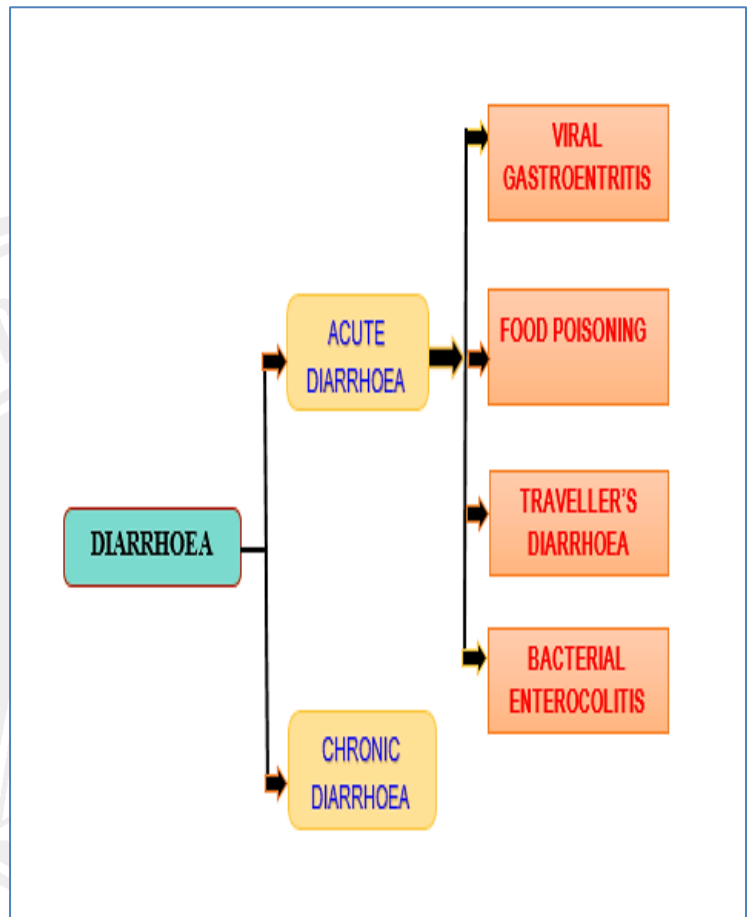 DIARRHOEA
ACUTE
DIARRHOEA
CHRONIC
DIARRHOEA
VIRAL
GASTROENTRITIS
FOOD POISONING
TRAVELLER'S
DIARRHOEA
BACTERIAL
ENTEROCOLITIS